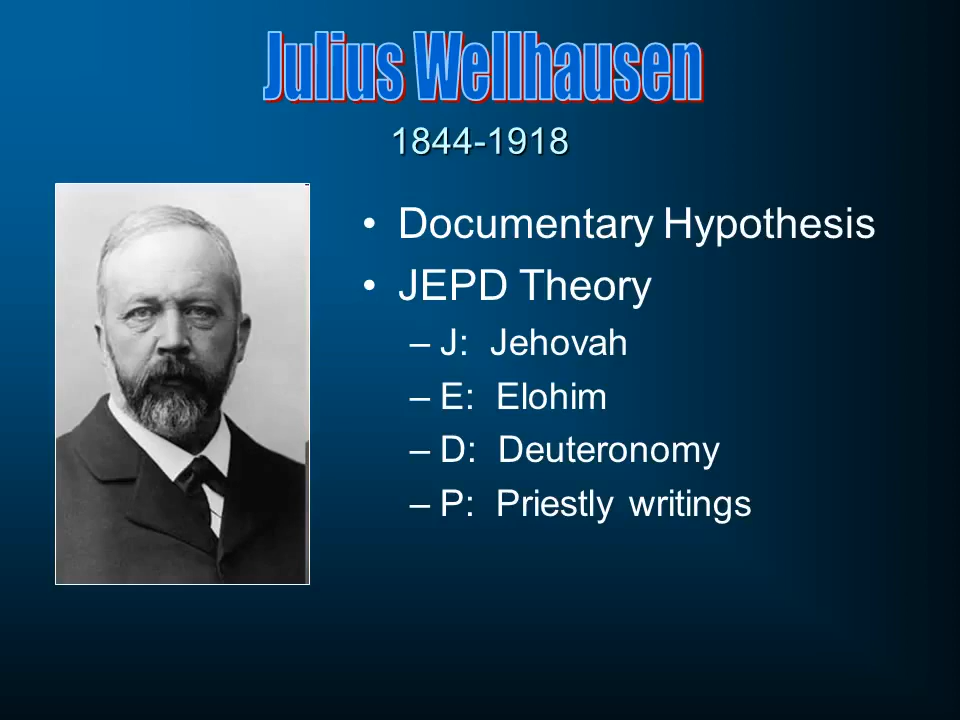 Julius Wellhausen
1844-1918
• Documentary Hypothesis
• JEPD Theory
– J: Jehovah
– E: Elohim
– D: Deuteronomy
– P: Priestly writings